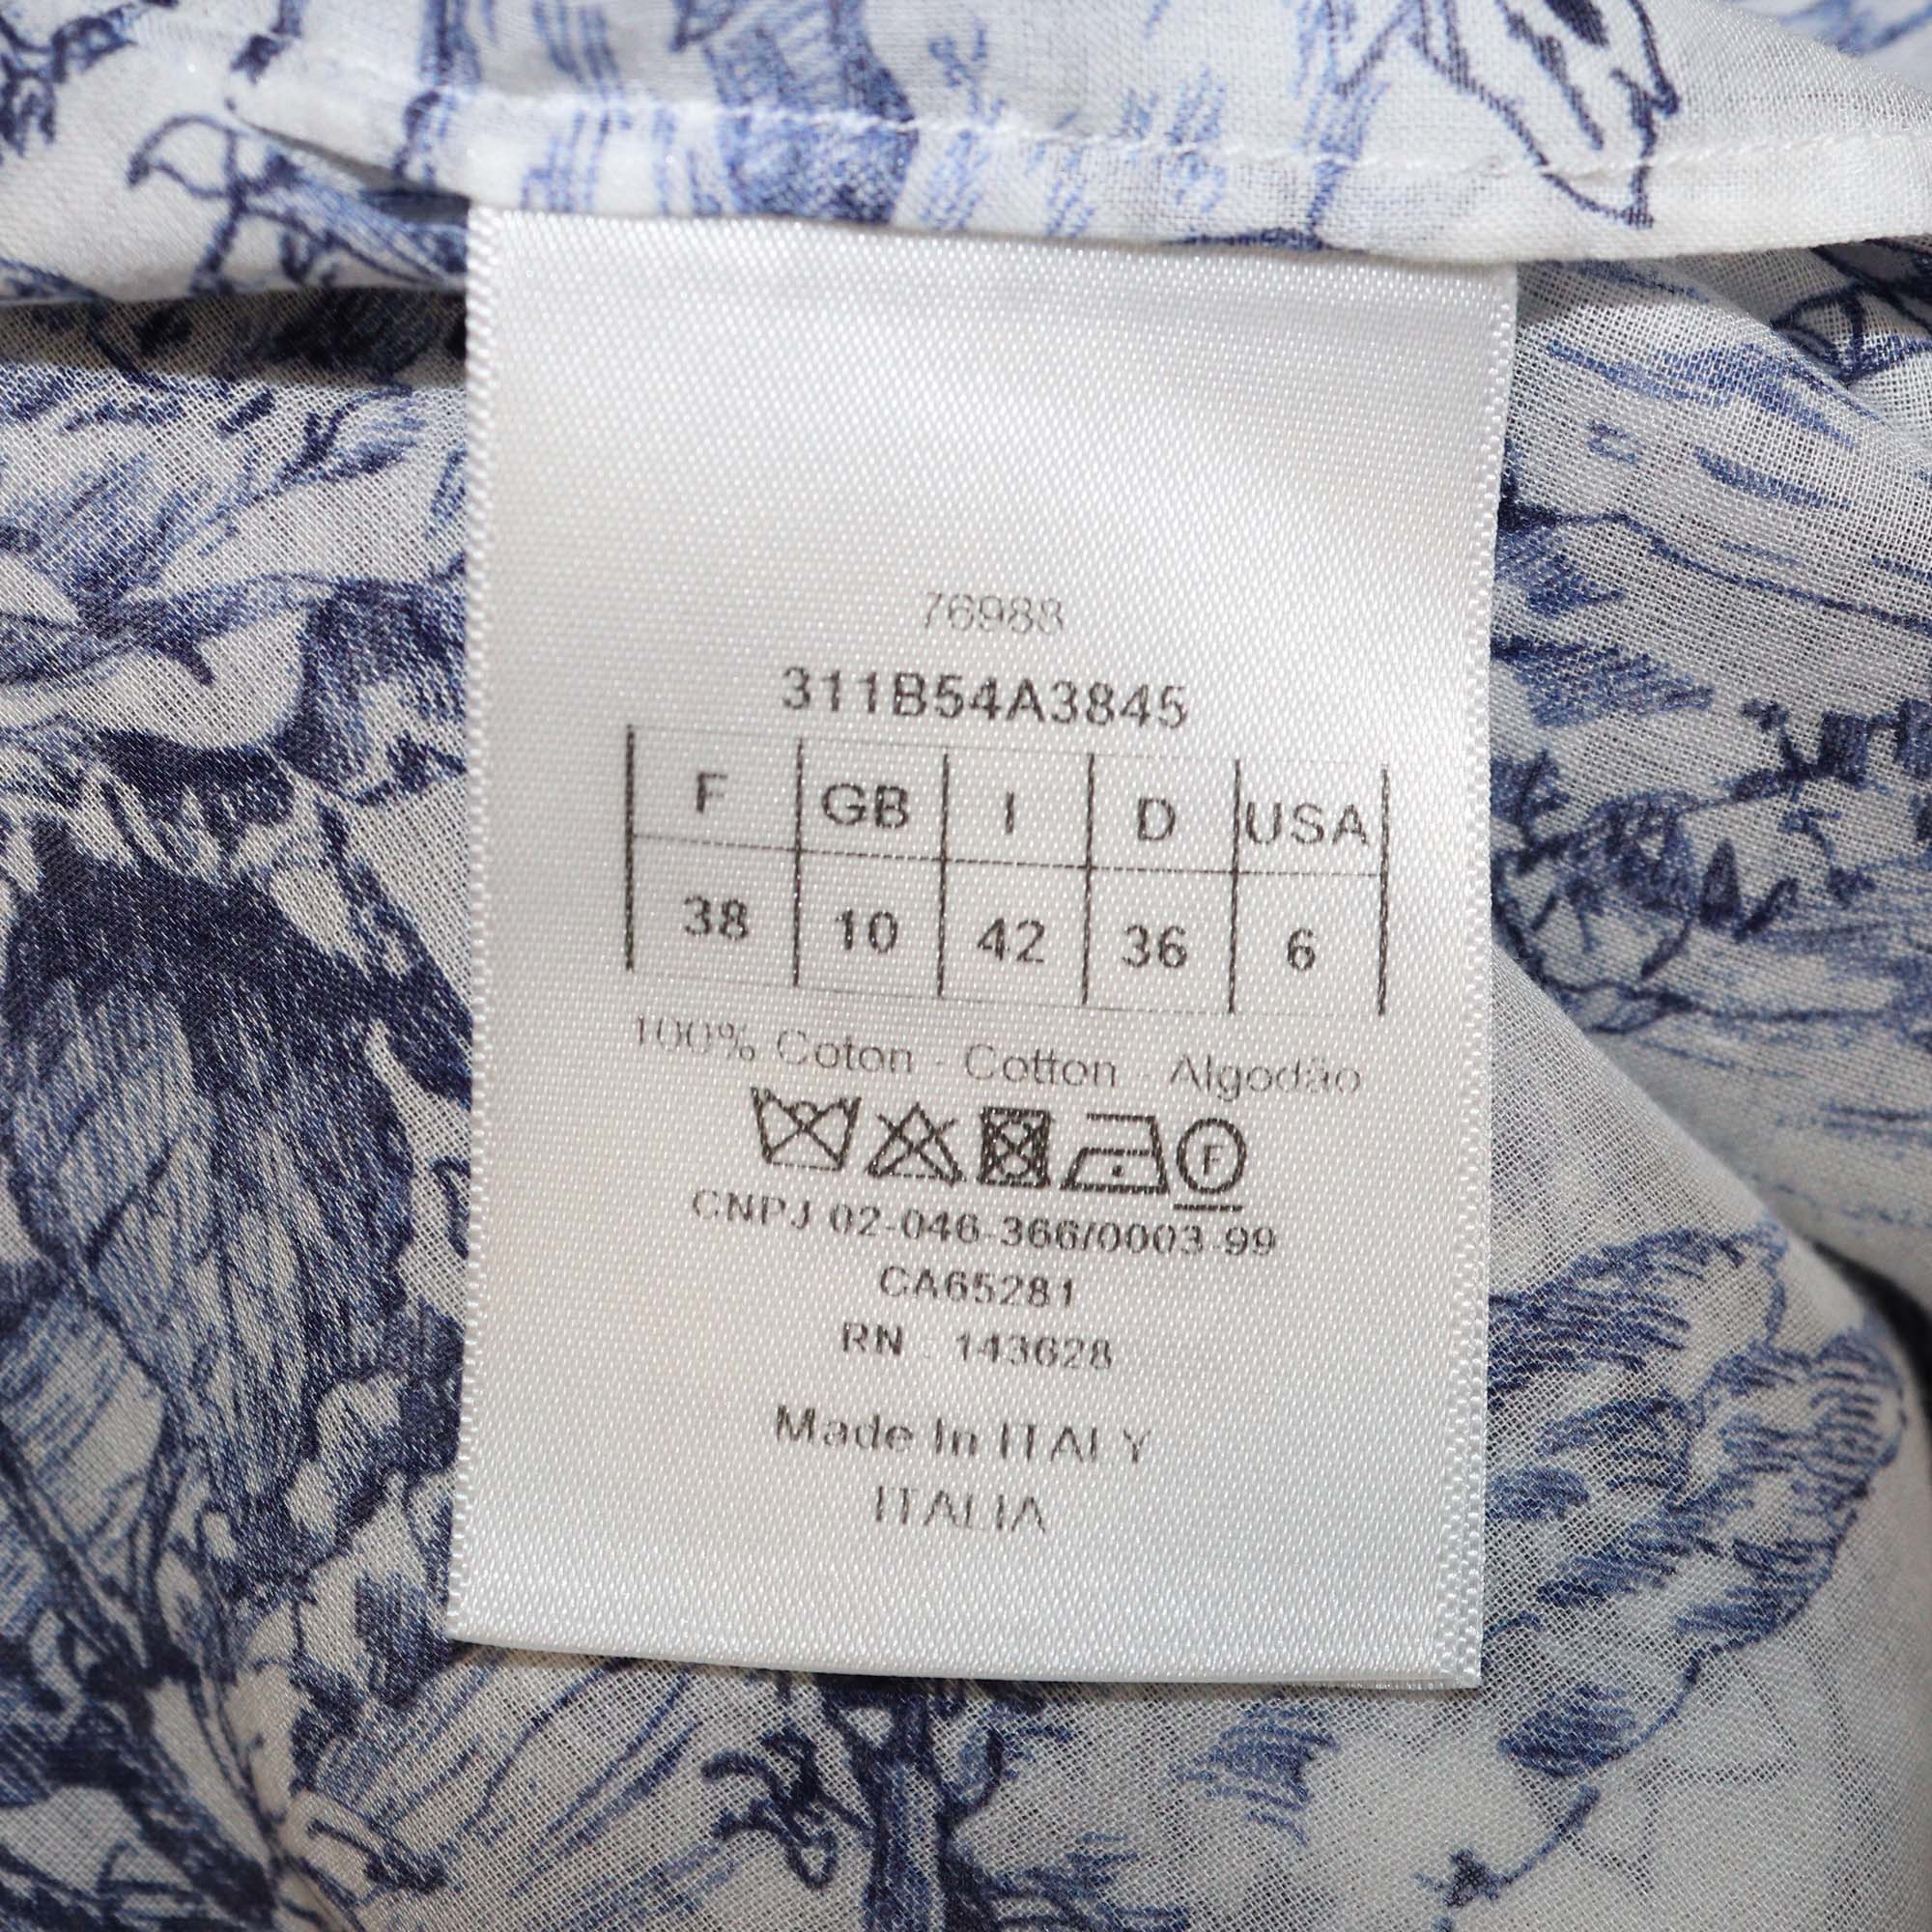 76988
311B54A3845
F GB I D USA
38 10 42 36 6
100% Coton - Cotton - Algodão
F
CNPJ 02-046-366/0003-99
CA65281
RN : 143628
Made In ITALY
ITALIA